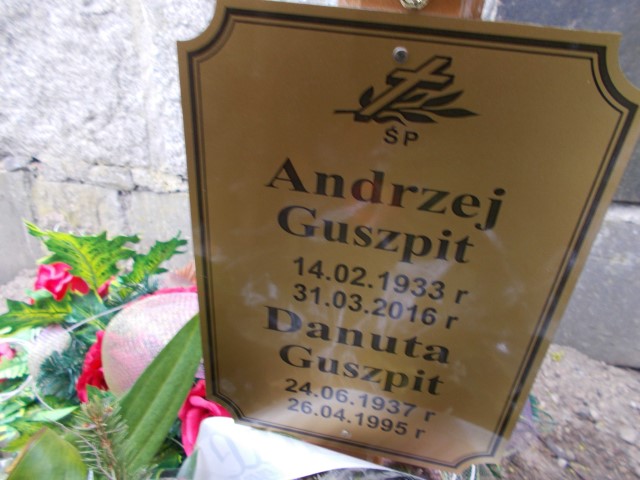 ŚP
Andrzej
Guszpit
14.02.1933 r
31.03.2016 r
Danuta
Guszpit
24.06.1937 r
26.04.1995 r